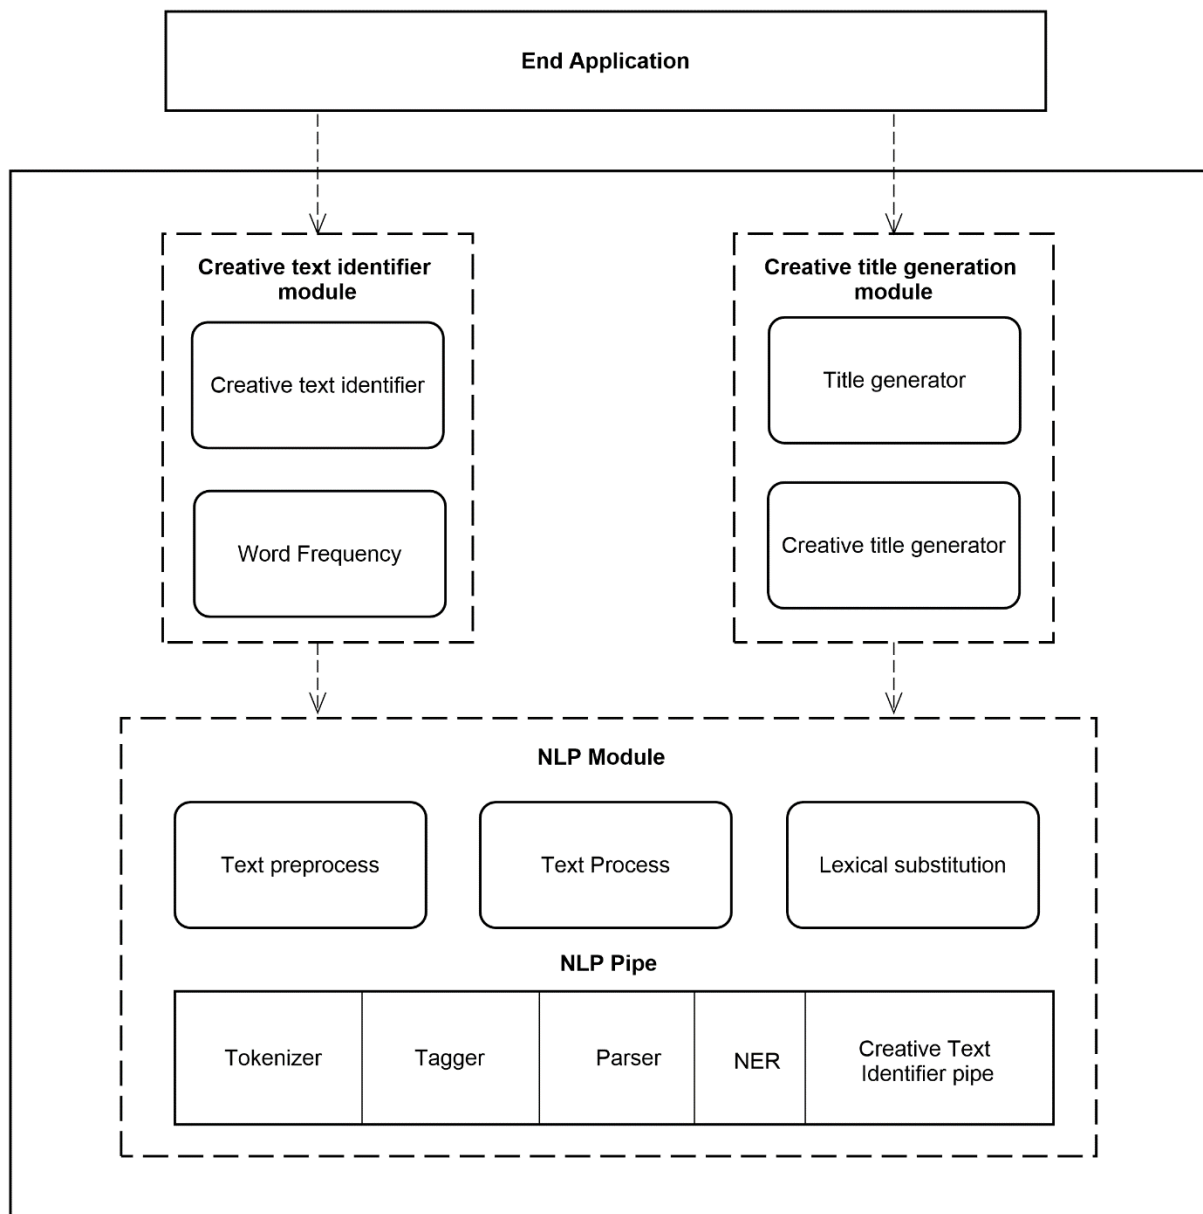 End Application
Creative text identifier
module
Creative text identifier
Word Frequency
Creative title generation
module
Title generator
Creative title generator
NLP Module
Text preprocess
Text Process
Lexical substitution
NLP Pipe
Tokenizer
Tagger
Parser
NER
Creative Text
Identifier pipe